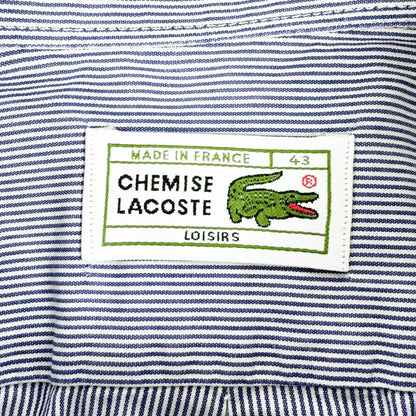 MADE IN FRANCE 43
CHEMISE
LACOSTE ®
LOISIRS